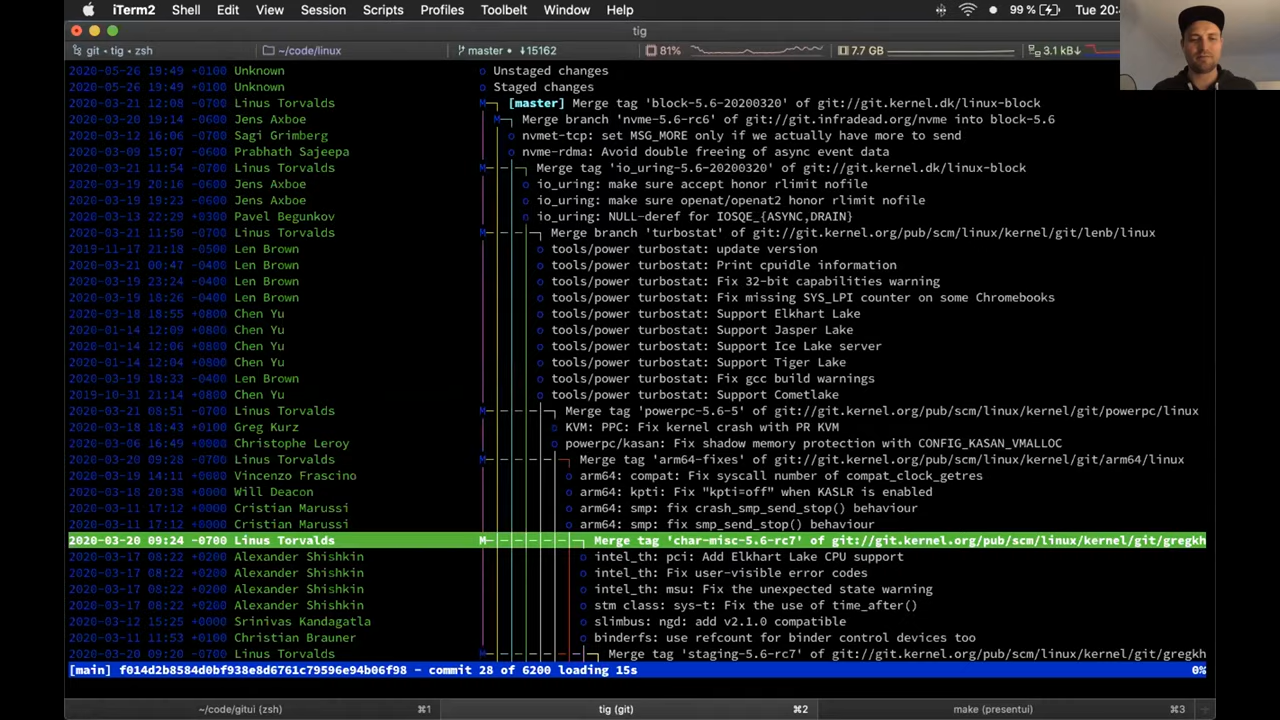 iTerm2 Shell Edit View Session Scripts Profiles Toolbelt Window Help 99% Tue 20:
tig
git • tig • zsh ~/code/linux master • ↓15162 81% 7.7 GB 3.1 kB↓
2020-05-26 19:49 +0100 Unknown o Unstaged changes
2020-05-26 19:49 +0100 Unknown o Staged changes
2020-03-21 12:08 -0700 Linus Torvalds M─┐ [master] Merge tag 'block-5.6-20200320' of git://git.kernel.dk/linux-block
2020-03-19 12:14 -0600 Jens Axboe M─┐ Merge branch 'nvme-5.6-rc6' of git://git.infradead.org/nvme into block-5.6
2020-03-12 16:06 -0700 Sagi Grimberg o nvmet-tcp: set MSG_MORE only if we actually have more to send
2020-03-09 15:07 -0600 Prabhath Sajeepa o nvme-rdma: Avoid double freeing of async event data
2020-03-21 11:54 -0700 Linus Torvalds M─┐ Merge tag 'io_uring-5.6-20200320' of git://git.kernel.dk/linux-block
2020-03-19 20:16 -0600 Jens Axboe o io_uring: make sure accept honor rlimit nofile
2020-03-19 20:23 -0600 Jens Axboe o io_uring: make sure openat/openat2 honor rlimit nofile
2020-03-13 22:29 +0300 Pavel Begunkov o io_uring: NULL-deref for IOSQE_{ASYNC,DRAIN}
2020-03-21 11:50 -0700 Linus Torvalds M─┐ Merge branch 'turbostat' of git://git.kernel.org/pub/scm/linux/kernel/git/lenb/linux
2019-11-17 21:18 -0500 Len Brown o tools/power turbostat: update version
2020-03-21 00:47 -0400 Len Brown o tools/power turbostat: Print cpuidle information
2020-03-19 23:24 -0400 Len Brown o tools/power turbostat: Fix 32-bit capabilities warning
2020-03-19 18:26 -0400 Len Brown o tools/power turbostat: Fix missing SYS_LPI counter on some Chromebooks
2020-03-18 18:55 +0800 Chen Yu o tools/power turbostat: Support Elkhart Lake
2020-01-14 12:09 +0800 Chen Yu o tools/power turbostat: Support Jasper Lake
2020-01-14 12:06 +0800 Chen Yu o tools/power turbostat: Support Ice Lake server
2020-01-14 12:04 +0800 Chen Yu o tools/power turbostat: Support Tiger Lake
2020-03-19 18:33 -0400 Len Brown o tools/power turbostat: Fix gcc build warnings
2019-10-31 21:14 +0800 Chen Yu o tools/power turbostat: Support Cometlake
2020-03-21 08:51 -0700 Linus Torvalds M─┐ Merge tag 'powerpc-5.6-5' of git://git.kernel.org/pub/scm/linux/kernel/git/powerpc/linux
2020-03-18 18:43 +0100 Greg Kurz o KVM: PPC: Fix kernel crash with PR KVM
2020-03-06 16:49 +0000 Christophe Leroy o powerpc/kasan: Fix shadow memory protection with CONFIG_KASAN_VMALLOC
2020-03-20 09:28 -0700 Linus Torvalds M─┐ Merge tag 'arm64-fixes' of git://git.kernel.org/pub/scm/linux/kernel/git/arm64/linux
2020-03-19 14:11 +0000 Vincenzo Frascino o arm64: compat: Fix syscall number of compat_clock_getres
2020-03-18 20:38 +0000 Will Deacon o arm64: kpti: Fix "kpti=off" when KASLR is enabled
2020-03-11 17:12 +0000 Cristian Marussi o arm64: smp: fix crash_smp_send_stop() behaviour
2020-03-11 17:12 +0000 Cristian Marussi o arm64: smp: fix smp_send_stop() behaviour
2020-03-20 09:24 -0700 Linus Torvalds M─┐ Merge tag 'char-misc-5.6-rc7' of git://git.kernel.org/pub/scm/linux/kernel/git/gregkh
2020-03-17 08:22 +0200 Alexander Shishkin o intel_th: pci: Add Elkhart Lake CPU support
2020-03-17 08:22 +0200 Alexander Shishkin o intel_th: Fix user-visible error codes
2020-03-17 08:22 +0200 Alexander Shishkin o intel_th: msu: Fix the unexpected state warning
2020-03-17 08:22 +0200 Alexander Shishkin o stm class: sys-t: Fix the use of time_after()
2020-03-11 17:59 +0000 Srinivas Kandagatla o slimbus: ngd: add v2.1.0 compatible
2020-03-11 11:53 +0100 Christian Brauner o binderfs: use refcount for binder control devices too
2020-03-20 09:20 -0700 Linus Torvalds M─┐ Merge tag 'staging-5.6-rc7' of git://git.kernel.org/pub/scm/linux/kernel/git/gregkh
[main] f014d2b8584d0bf938e8d6761c79596e94b06f98 - commit 28 of 6200 loading 15s 0%
~/code/gitui (zsh) ⌘1 tig (git) ⌘2 make (presentui) ⌘3